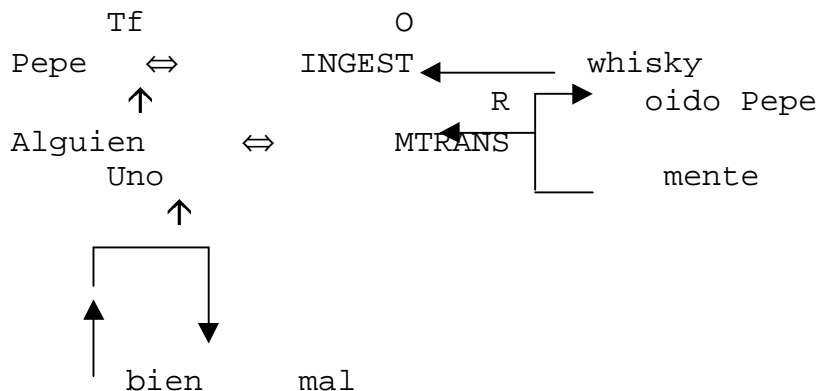 Tf O
Pepe ⇔ INGEST whisky
R oido Pepe
Alguien ⇔ MTRANS
Uno mente
bien mal